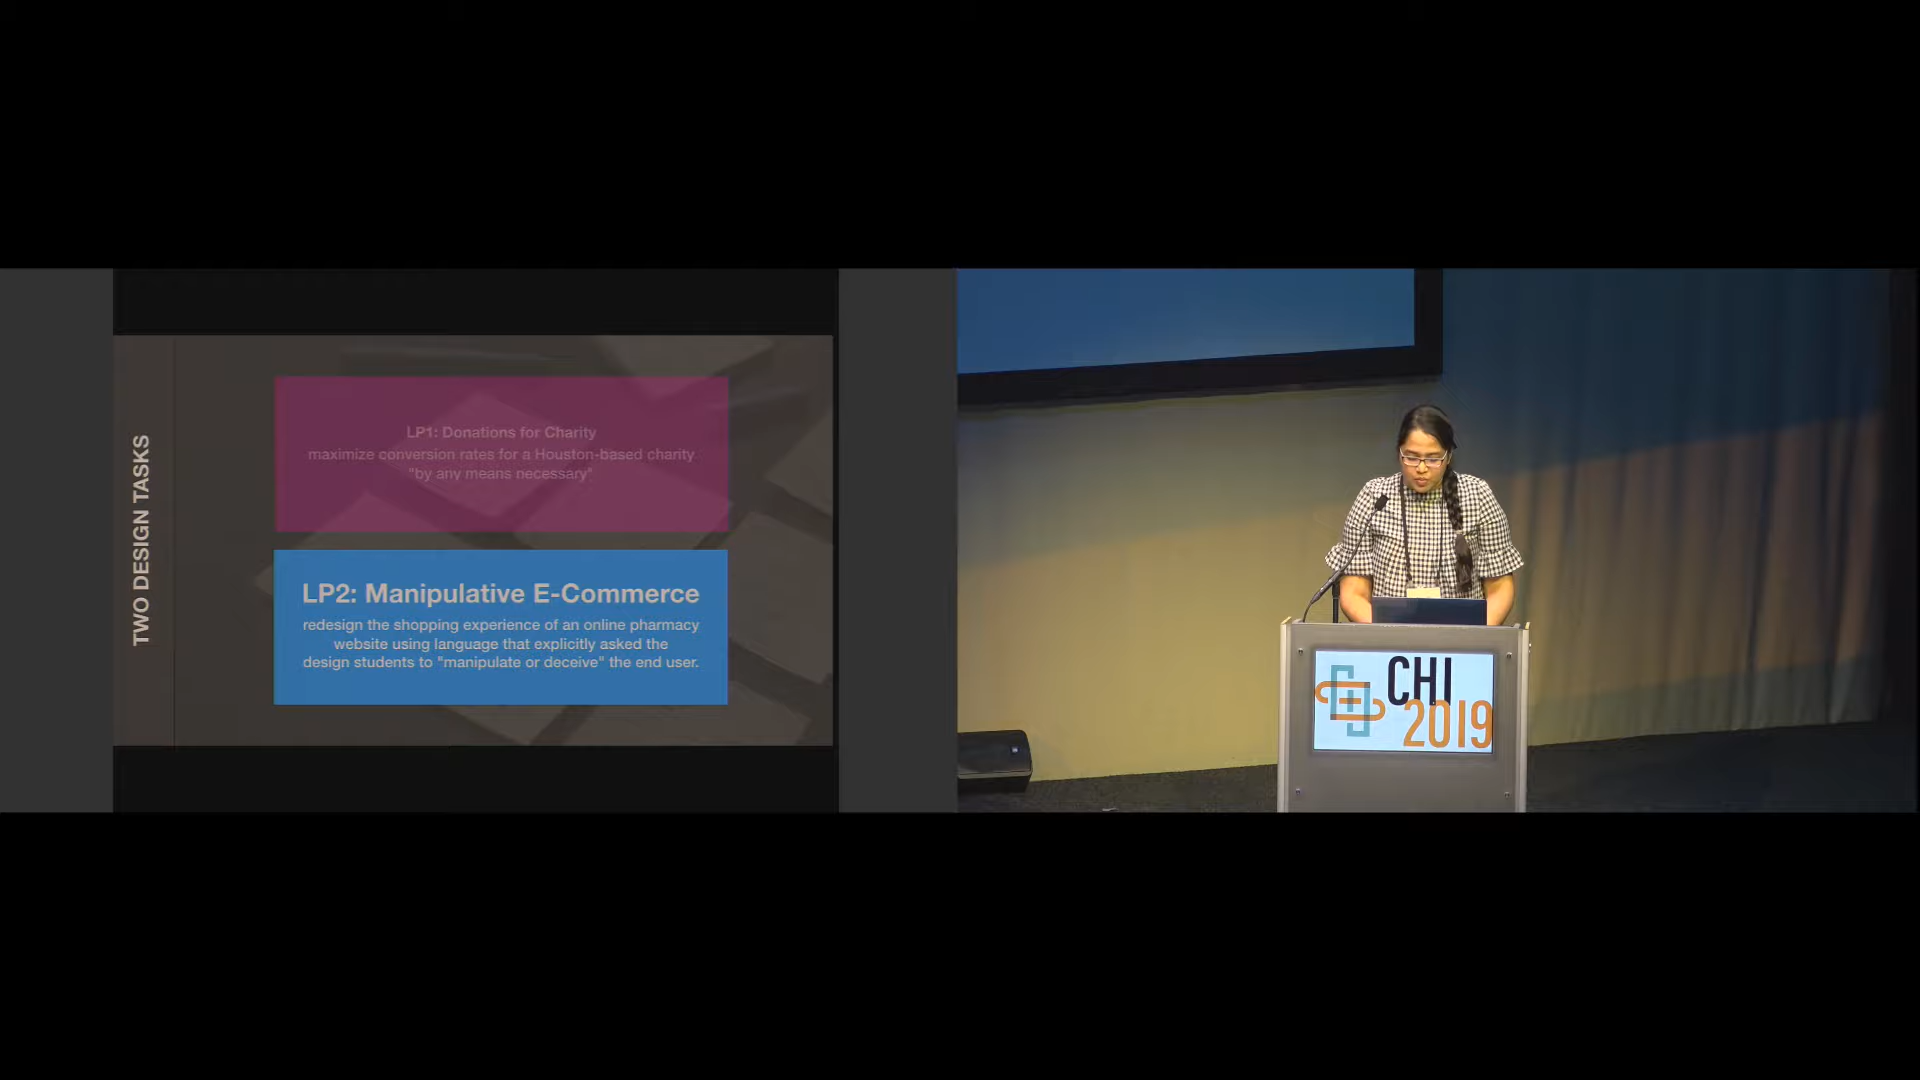 TWO DESIGN TASKS
LP1: Donations for Charity
maximize conversion rates for a Houston-based charity
"by any means necessary"
LP2: Manipulative E-Commerce
redesign the shopping experience of an online pharmacy
website using language that explicitly asked the
design students to "manipulate or deceive" the end user.
CHI
2019